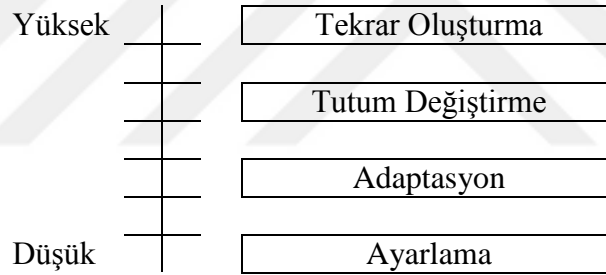 Yüksek Tekrar Oluşturma
Tutum Değiştirme
Adaptasyon
Düşük Ayarlama